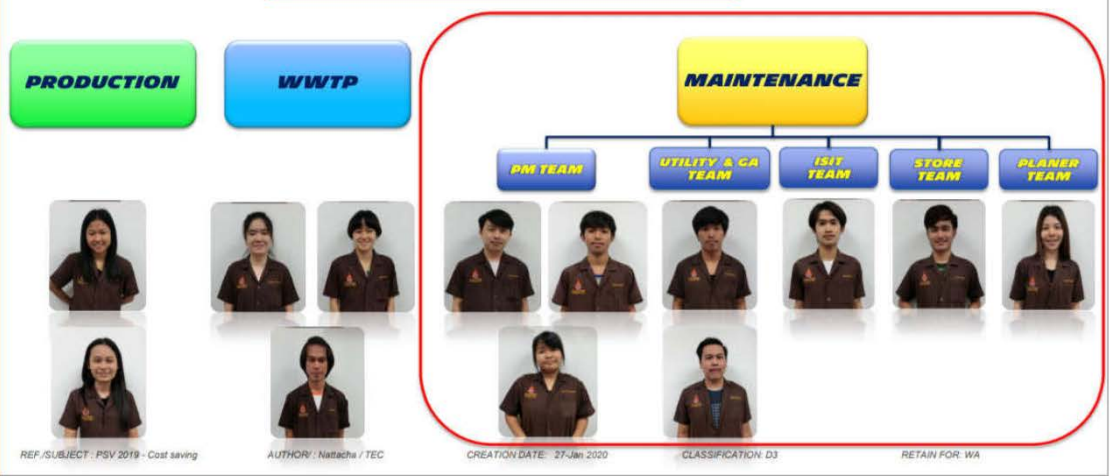 PRODUCTION
WWTP
MAINTENANCE
PM TEAM
UTILITY & GA
TEAM
ISIT
TEAM
STORE
TEAM
PLANER
TEAM
REF./SUBJECT : PSV 2019 - Cost saving
AUTHOR/ : Nattacha / TEC
CREATION DATE: 27-Jan 2020
CLASSIFICATION: D3
RETAIN FOR: WA